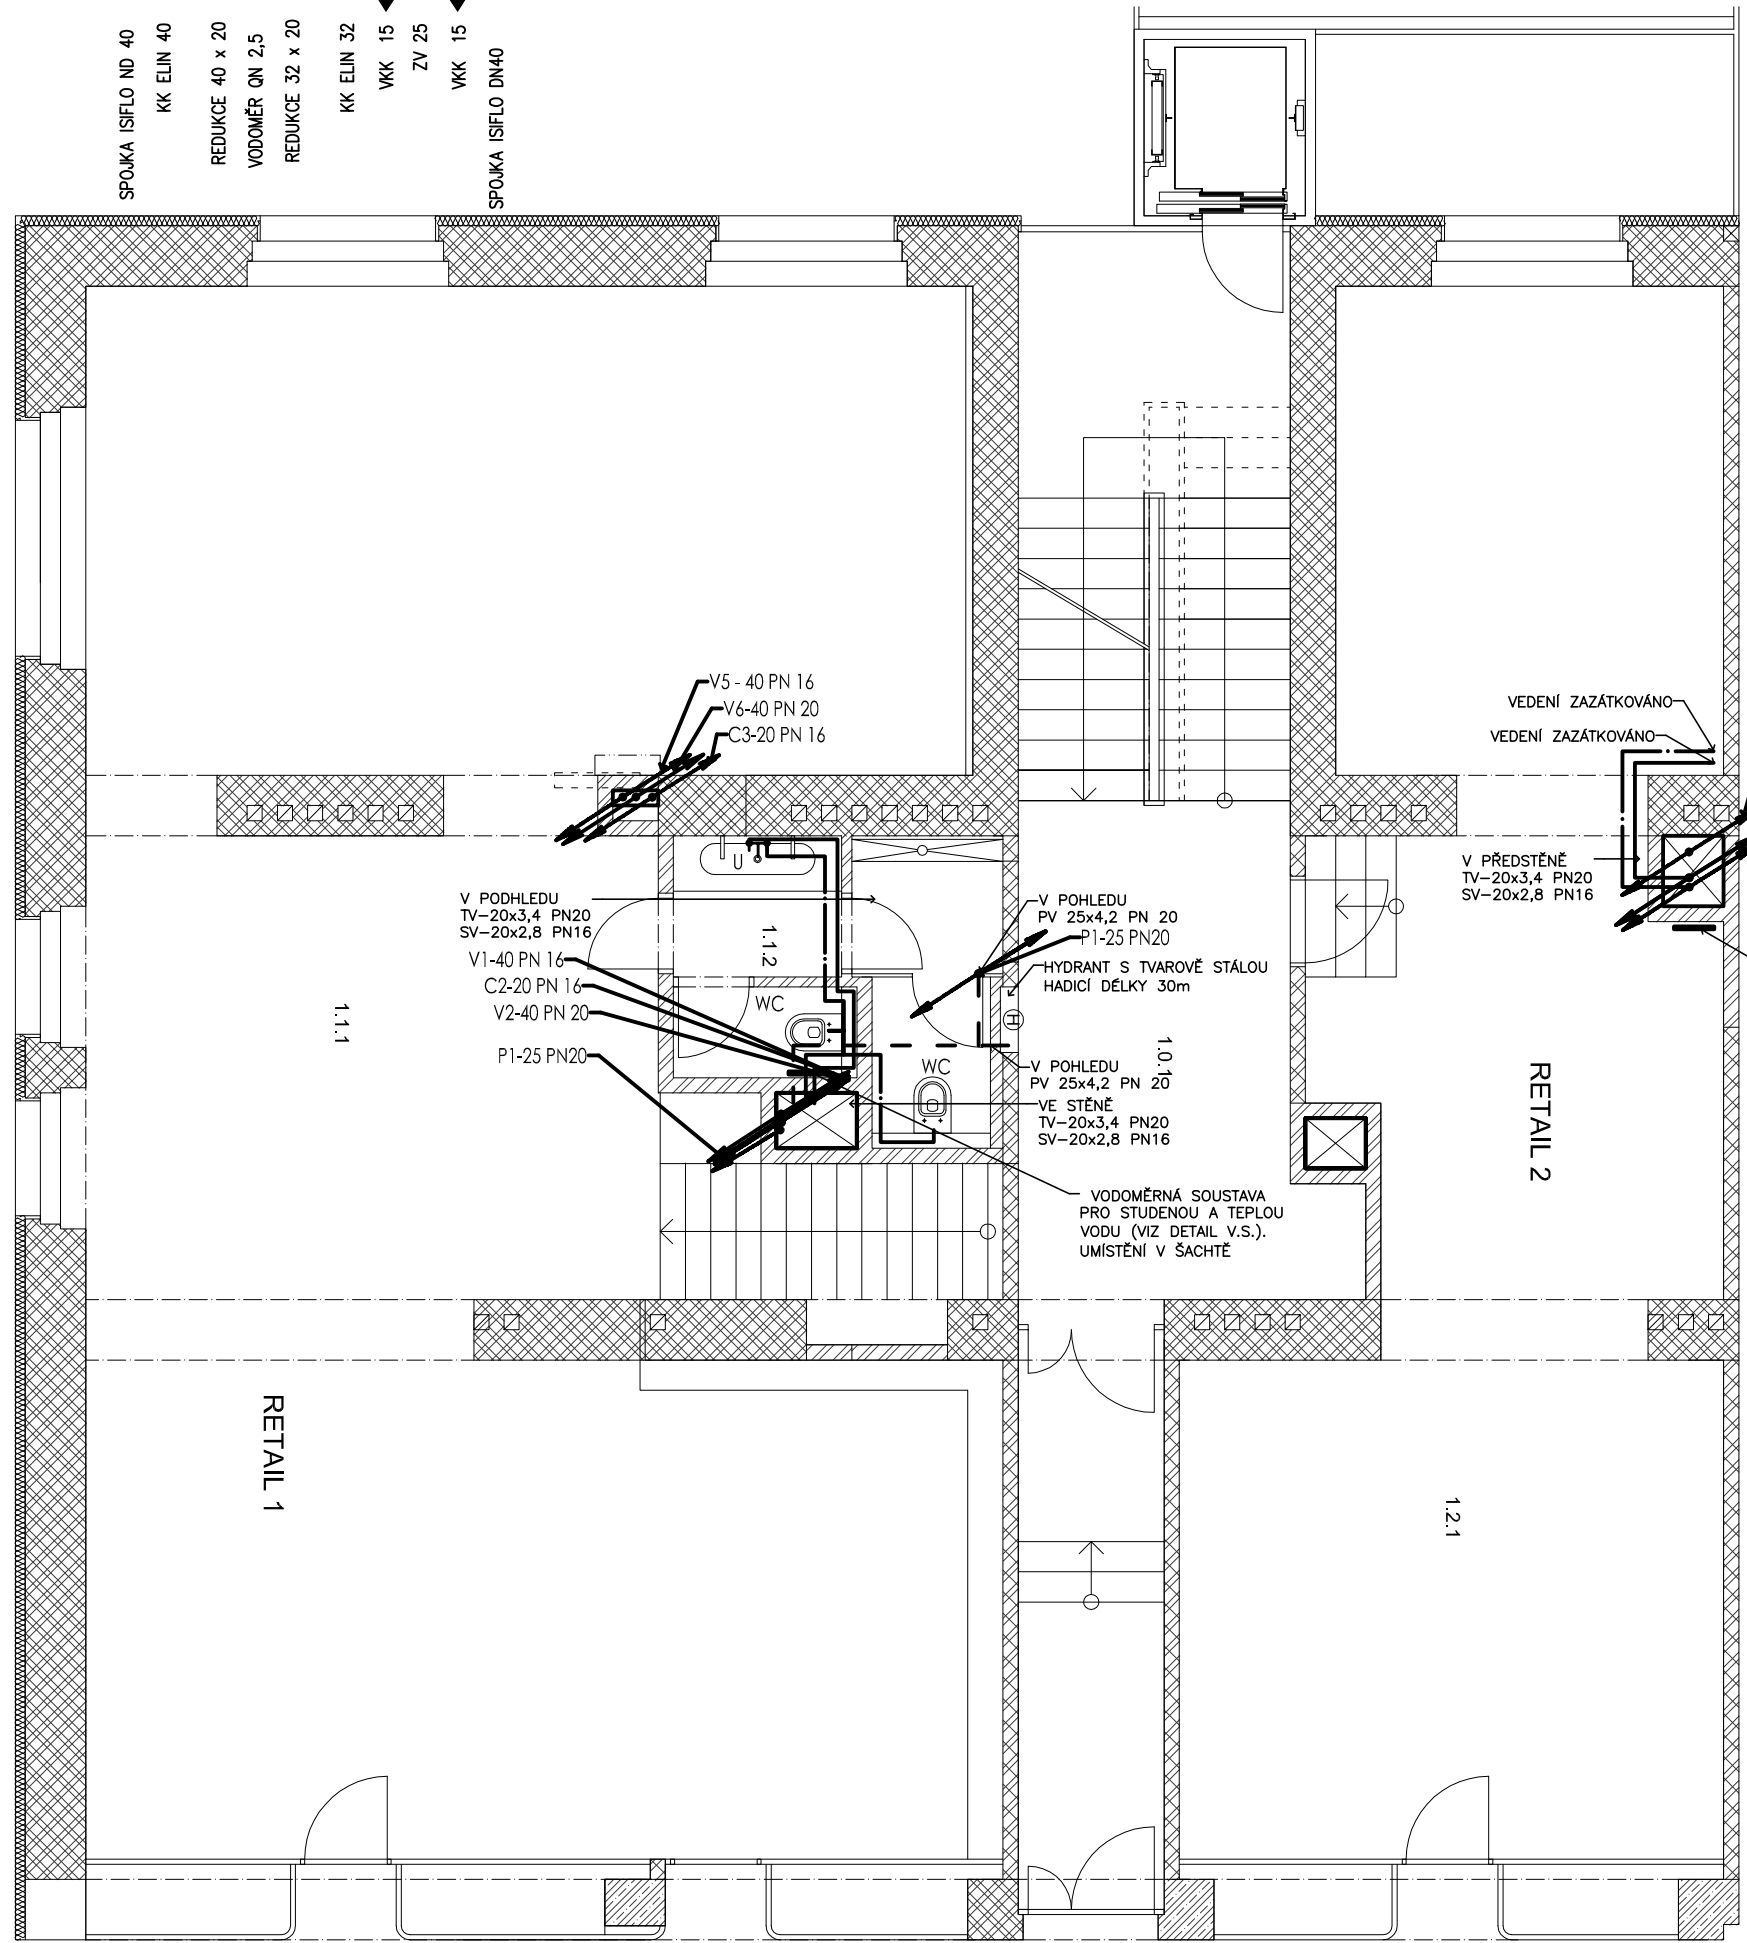 SPOJKA ISIFLO ND 40
KK ELIN 40
REDUKCE 40 x 20
VODOMĚR QN 2,5
REDUKCE 32 x 20
KK ELIN 32
VKK 15
ZV 25
VKK 15
SPOJKA ISIFLO DN40
V5 - 40 PN 16
V6-40 PN 20
C3-20 PN 16
VEDENÍ ZAZÁTKOVÁNO
VEDENÍ ZAZÁTKOVÁNO
V PŘEDSTĚNĚ
TV-20x3,4 PN20
SV-20x2,8 PN16
U
V PODHLEDU
TV-20x3,4 PN20
SV-20x2,8 PN16
V1-40 PN 16
C2-20 PN 16
V2-40 PN 20
P1-25 PN20
1.1.2
WC
WC
V POHLEDU
PV 25x4,2 PN 20
P1-25 PN20
HYDRANT S TVAROVĚ STÁLOU
HADICÍ DÉLKY 30m
H
1.1.1
1.0.1
V POHLEDU
PV 25x4,2 PN 20
VE STĚNĚ
TV-20x3,4 PN20
SV-20x2,8 PN16
VODOMĚRNÁ SOUSTAVA
PRO STUDENOU A TEPLOU
VODU (VIZ DETAIL V.S.).
UMÍSTĚNÍ V ŠACHTĚ
RETAIL 2
RETAIL 1
1.2.1